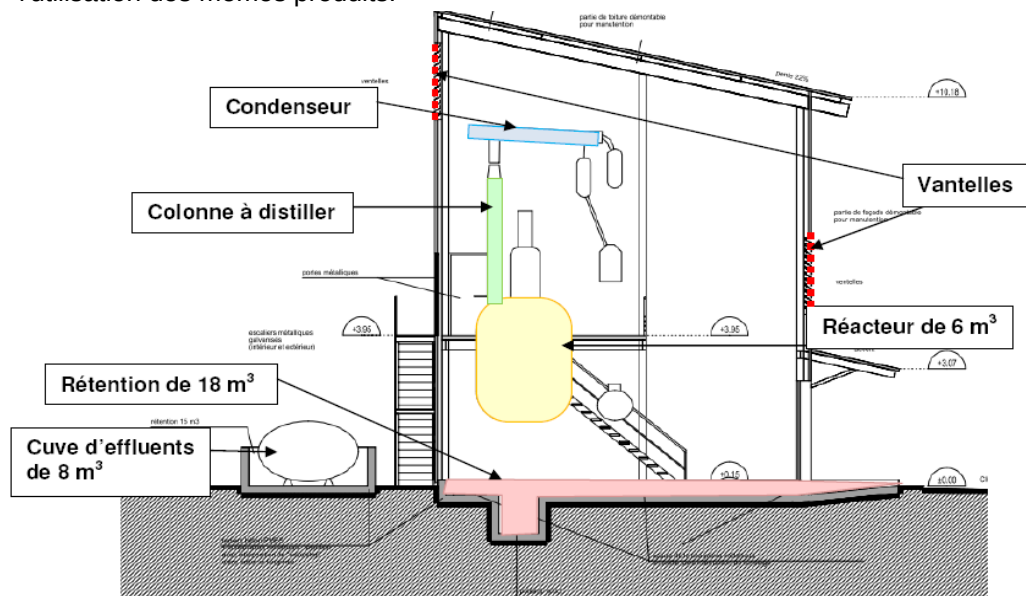 l'utilisation des mêmes produits.
partie de toiture démontable
pour manutention
pente 22%
ventelles
+10.18
Condenseur
Vantelles
Colonne à distiller
partie de façade démontable
pour manutention
portes métalliques
ventelles
+3.95
+3.95
Réacteur de 6 m³
escaliers métalliques
galvanisés
(intérieur et extérieur)
+3.07
Rétention de 18 m³
rétention 15 m3
Cuve d'effluents
de 8 m³
+0.15
±0.00